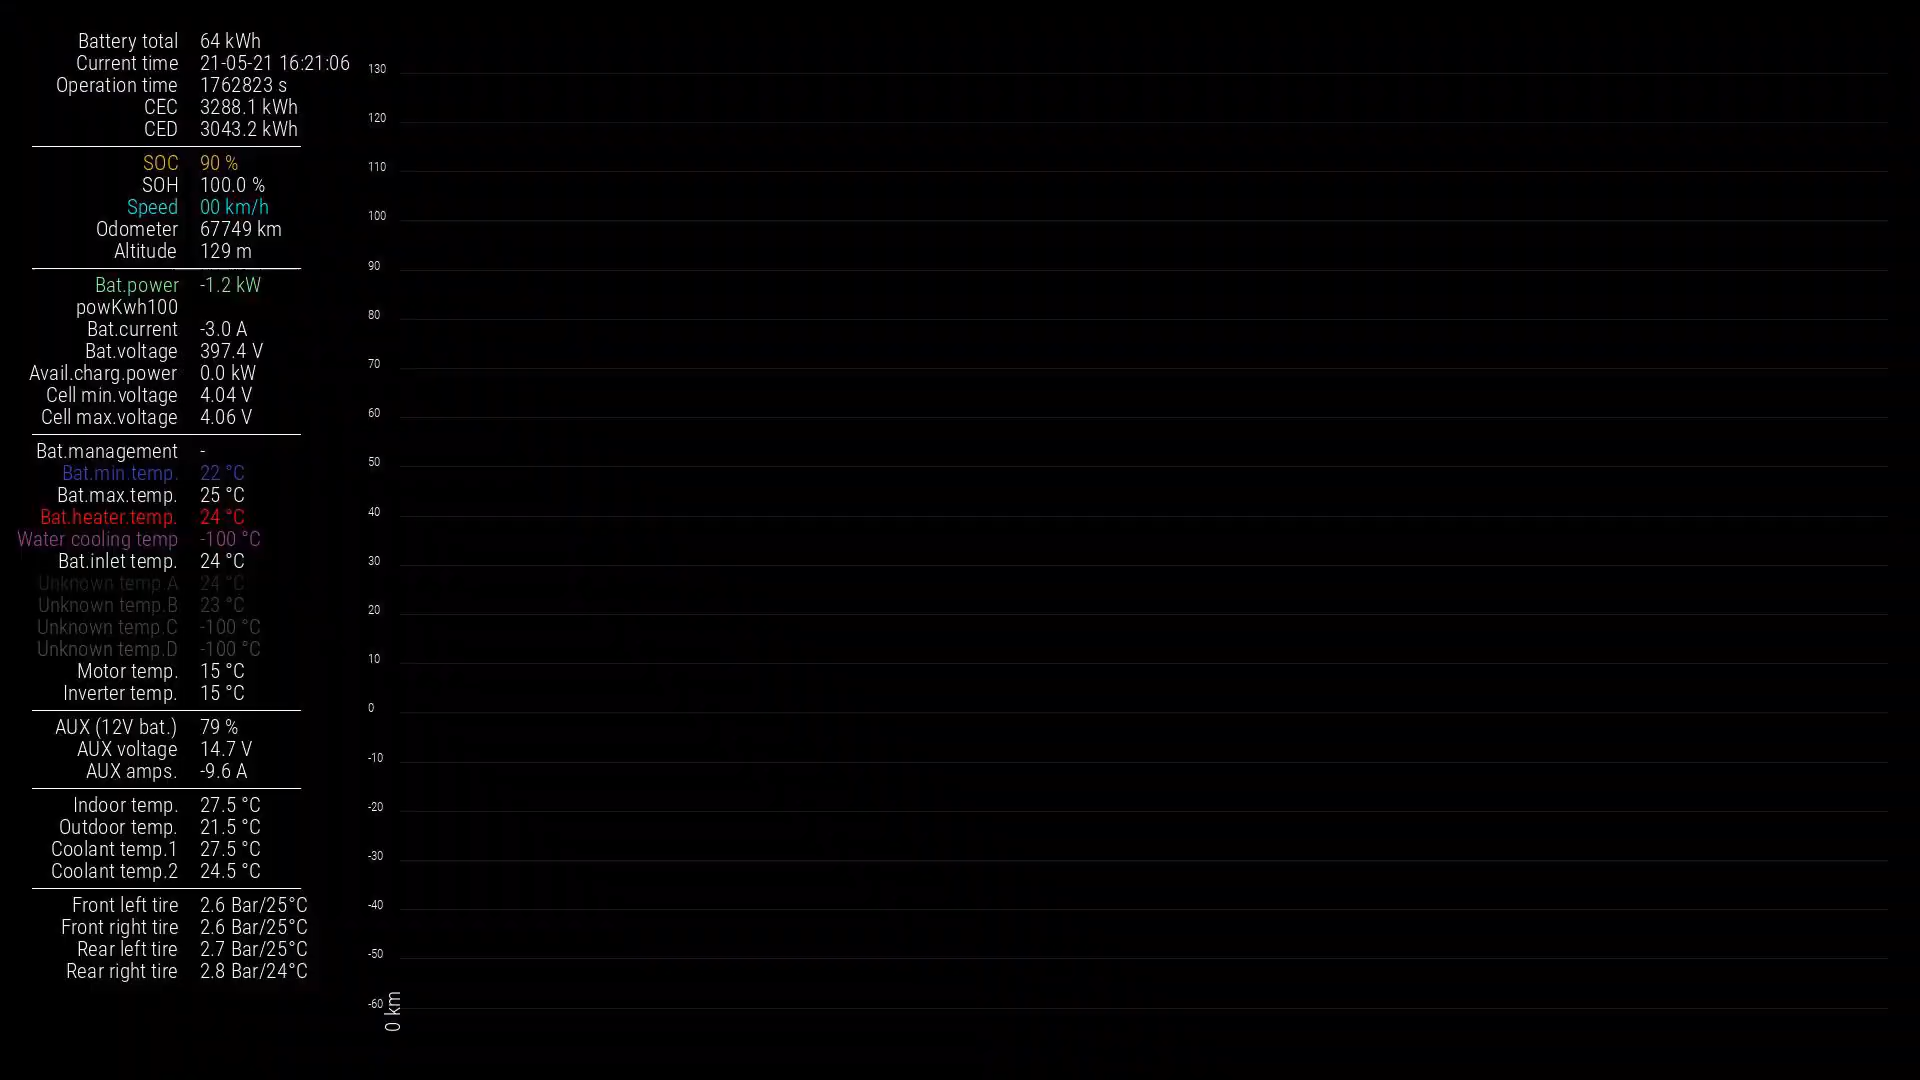 Battery total 64 kWh
Current time 21-05-21 16:21:06
Operation time 1762823 s
CEC 3288.1 kWh
CED 3043.2 kWh
SOC 90 %
SOH 100.0 %
Speed 00 km/h
Odometer 67749 km
Altitude 129 m
Bat.power -1.2 kW
powKwh100
Bat.current -3.0 A
Bat.voltage 397.4 V
Avail.charg.power 0.0 kW
Cell min.voltage 4.04 V
Cell max.voltage 4.06 V
Bat.management -
Bat.min.temp. 22 °C
Bat.max.temp. 25 °C
Bat.heater.temp. 24 °C
Water cooling temp -100 °C
Bat.inlet temp. 24 °C
Unknown temp.A 24 °C
Unknown temp.B 23 °C
Unknown temp.C -100 °C
Unknown temp.D -100 °C
Motor temp. 15 °C
Inverter temp. 15 °C
AUX (12V bat.) 79 %
AUX voltage 14.7 V
AUX amps. -9.6 A
Indoor temp. 27.5 °C
Outdoor temp. 21.5 °C
Coolant temp.1 27.5 °C
Coolant temp.2 24.5 °C
Front left tire 2.6 Bar/25°C
Front right tire 2.6 Bar/25°C
Rear left tire 2.7 Bar/25°C
Rear right tire 2.8 Bar/24°C
130
120
110
100
90
80
70
60
50
40
30
20
10
0
-10
-20
-30
-40
-50
-60
0 km